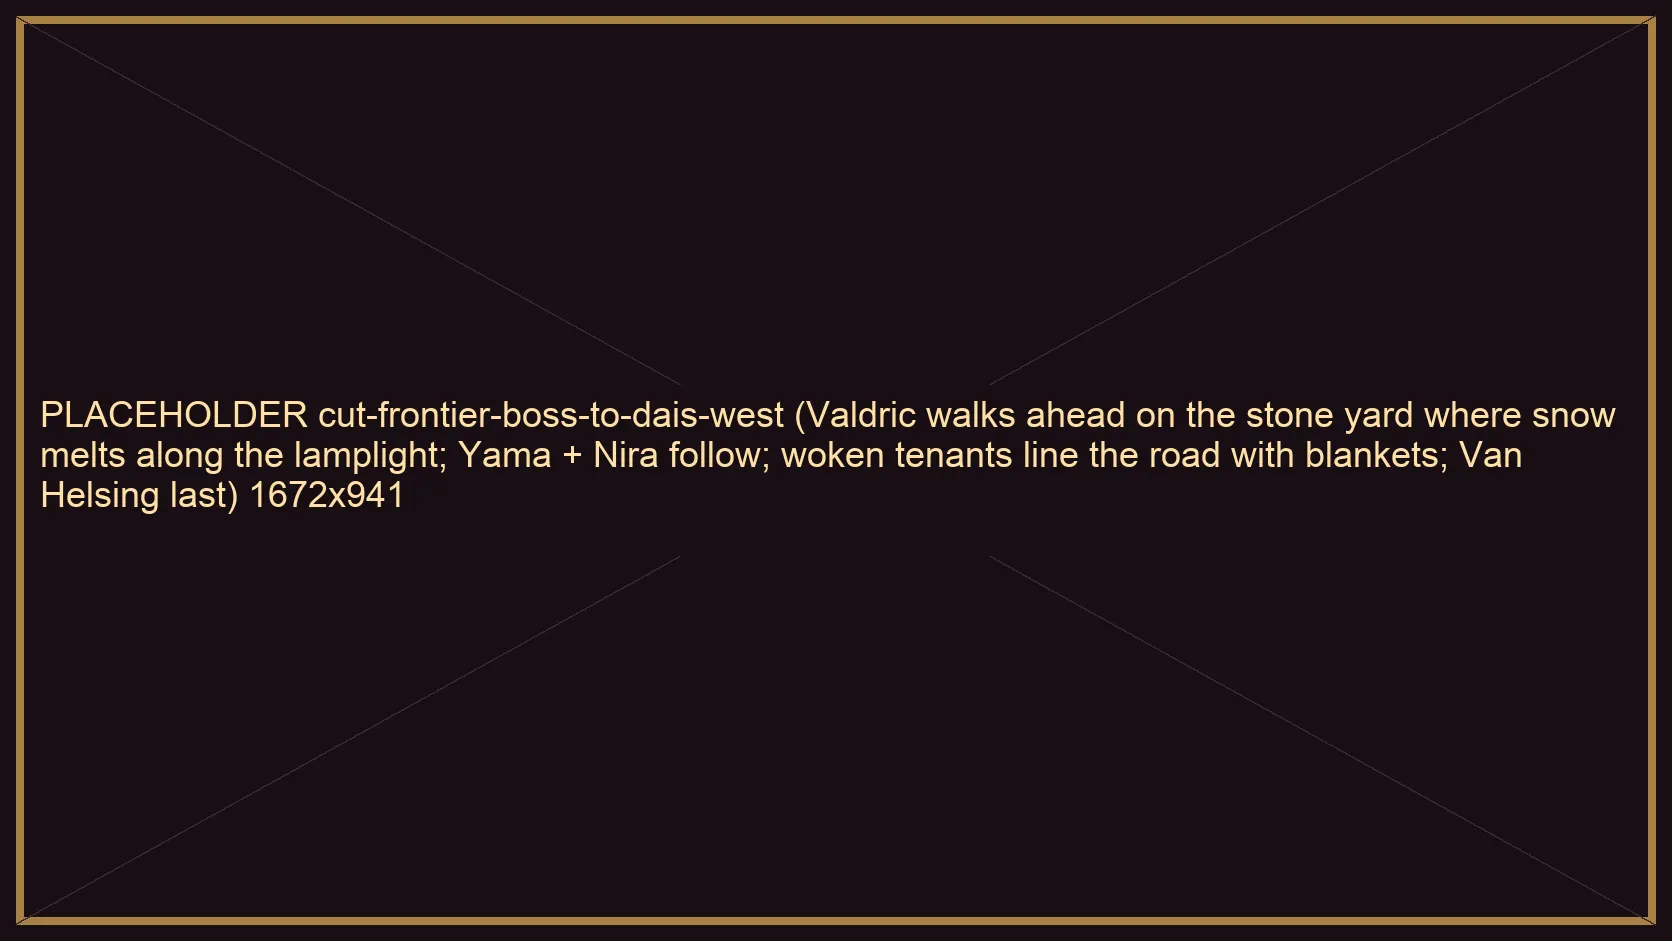 PLACEHOLDER cut-frontier-boss-to-dais-west (Valdric walks ahead on the stone yard where snow
melts along the lamplight; Yama + Nira follow; woken tenants line the road with blankets; Van
Helsing last) 1672x941